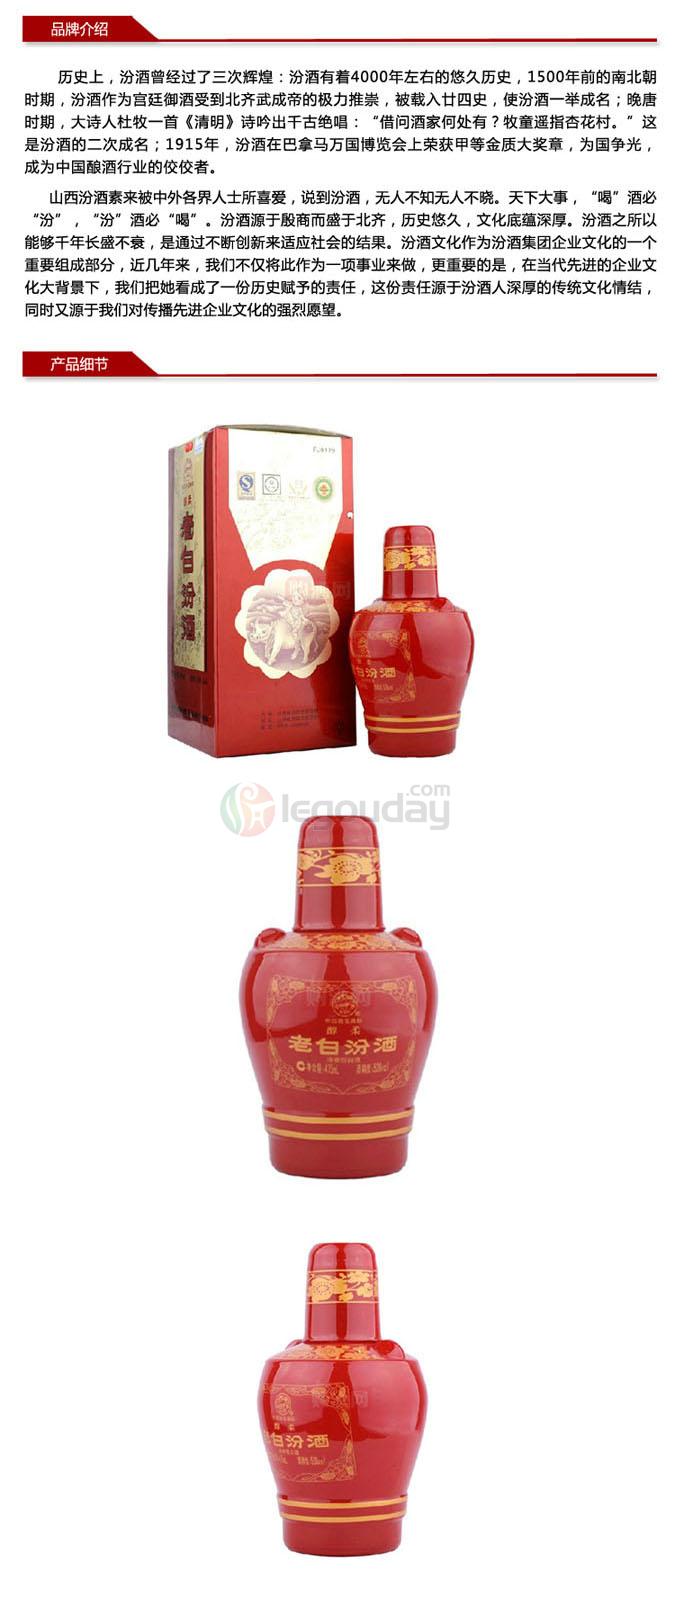 品牌介绍
历史上，汾酒曾经过了三次辉煌：汾酒有着4000年左右的悠久历史，1500年前的南北朝
时期，汾酒作为宫廷御酒受到北齐武成帝的极力推崇，被载入廿四史，使汾酒一举成名；晚唐
时期，大诗人杜牧一首《清明》诗吟出千古绝唱：“借问酒家何处有？牧童遥指杏花村。”这
是汾酒的二次成名；1915年，汾酒在巴拿马万国博览会上荣获甲等金质大奖章，为国争光，
成为中国酿酒行业的佼佼者。
山西汾酒素来被中外各界人士所喜爱，说到汾酒，无人不知无人不晓。天下大事，“喝”酒必
“汾”，“汾”酒必“喝”。汾酒源于殷商而盛于北齐，历史悠久，文化底蕴深厚。汾酒之所以
能够千年长盛不衰，是通过不断创新来适应社会的结果。汾酒文化作为汾酒集团企业文化的一个
重要组成部分，近几年来，我们不仅将此作为一项事业来做，更重要的是，在当代先进的企业文
化大背景下，我们把她看成了一份历史赋予的责任，这份责任源于汾酒人深厚的传统文化情结，
同时又源于我们对传播先进企业文化的强烈愿望。
产品细节
老白汾酒
购酒网
白汾酒
legouday.com
购酒网
醇柔
老白汾酒
净含量:475mL
醇柔
白汾酒